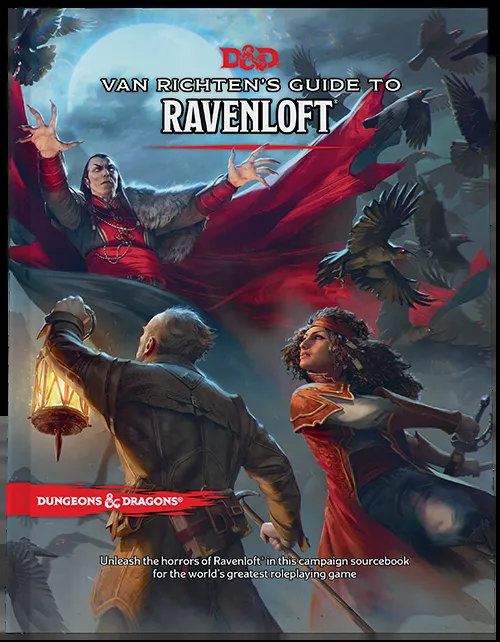 D&D
VAN RICHTEN'S GUIDE TO
RAVENLOFT®
DUNGEONS & DRAGONS®
Unleash the horrors of Ravenloft® in this campaign sourcebook
for the world's greatest roleplaying game